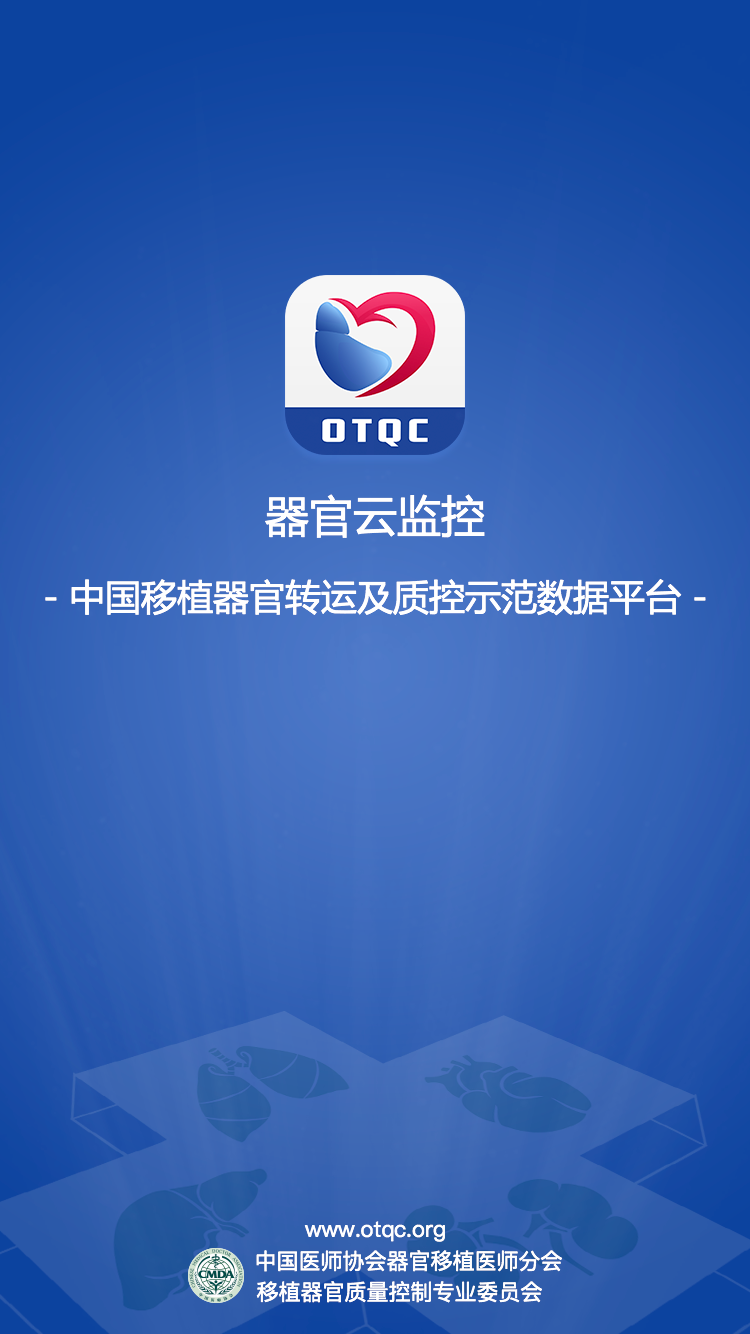 OTQC
器官云监控
- 中国移植器官转运及质控示范数据平台 -
www.otqc.org
CMDA
中国医师协会器官移植医师分会
移植器官质量控制专业委员会